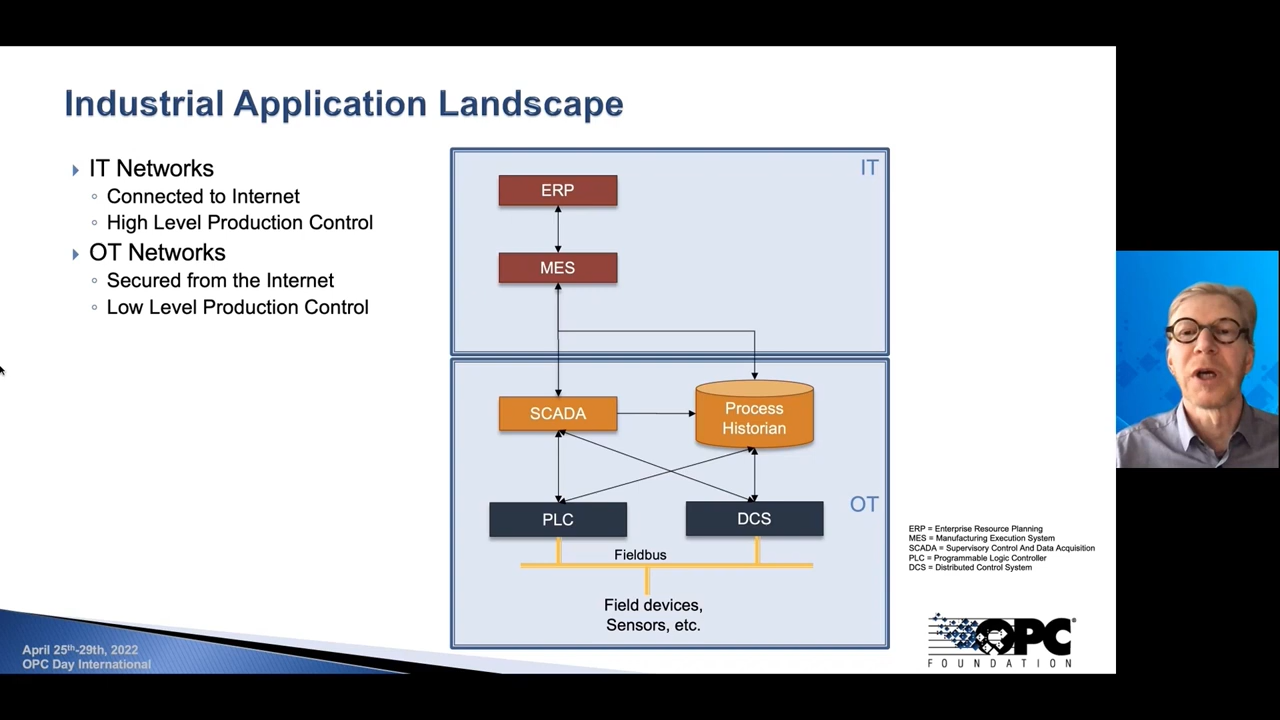 Industrial Application Landscape
IT Networks
Connected to Internet
High Level Production Control
OT Networks
Secured from the Internet
Low Level Production Control
IT
ERP
MES
SCADA
Process
Historian
OT
PLC
DCS
Fieldbus
Field devices,
Sensors, etc.
ERP = Enterprise Resource Planning
MES = Manufacturing Execution System
SCADA = Supervisory Control And Data Acquisition
PLC = Programmable Logic Controller
DCS = Distributed Control System
April 25th-29th, 2022
OPC Day International
OPC®
FOUNDATION